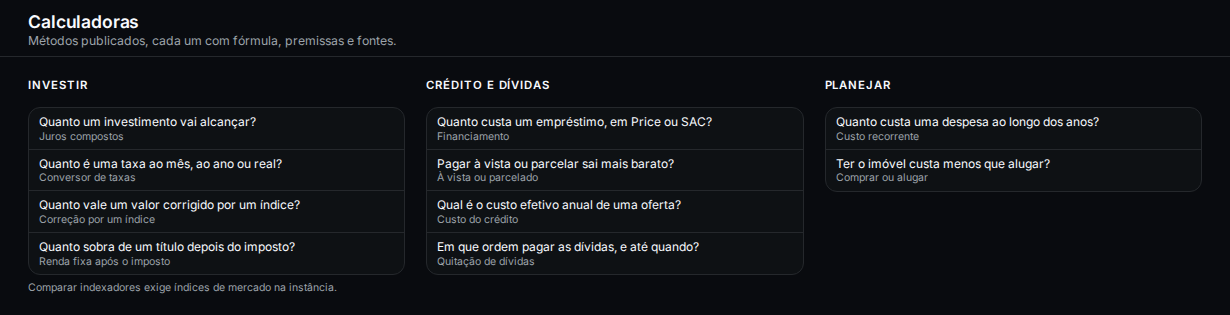 Calculadoras
Métodos publicados, cada um com fórmula, premissas e fontes.
INVESTIR
Quanto um investimento vai alcançar?
Juros compostos
Quanto é uma taxa ao mês, ao ano ou real?
Conversor de taxas
Quanto vale um valor corrigido por um índice?
Correção por um índice
Quanto sobra de um título depois do imposto?
Renda fixa após o imposto
Comparar indexadores exige índices de mercado na instância.
CRÉDITO E DÍVIDAS
Quanto custa um empréstimo, em Price ou SAC?
Financiamento
Pagar à vista ou parcelar sai mais barato?
À vista ou parcelado
Qual é o custo efetivo anual de uma oferta?
Custo do crédito
Em que ordem pagar as dívidas, e até quando?
Quitação de dívidas
PLANEJAR
Quanto custa uma despesa ao longo dos anos?
Custo recorrente
Ter o imóvel custa menos que alugar?
Comprar ou alugar